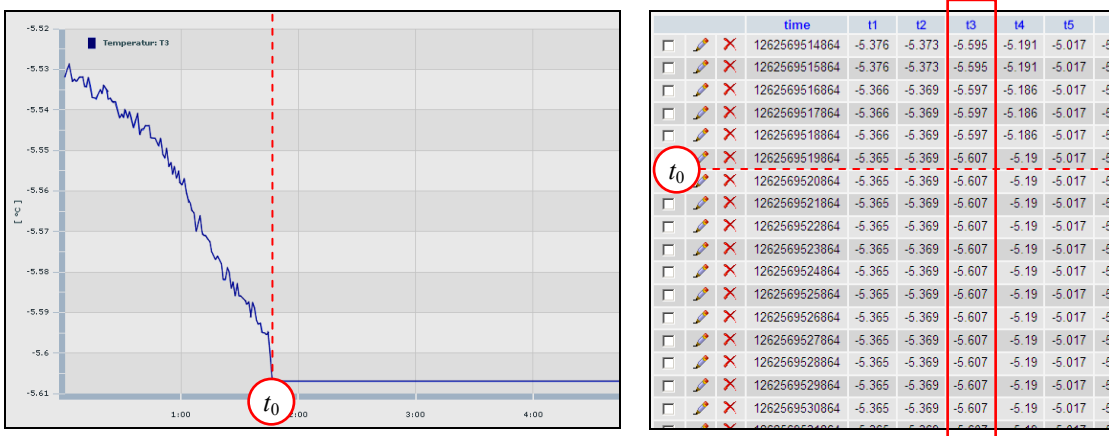 -5.52
Temperatur: T3
-5.53
-5.54
-5.55
-5.56
[ °C ]
-5.57
-5.58
-5.59
-5.6
-5.61
t0
1:00
2:00
3:00
4:00
time t1 t2 t3 t4 t5
1262569514864 -5.376 -5.373 -5.595 -5.191 -5.017
1262569515864 -5.376 -5.373 -5.595 -5.191 -5.017
1262569516864 -5.366 -5.369 -5.597 -5.186 -5.017
1262569517864 -5.366 -5.369 -5.597 -5.186 -5.017
1262569518864 -5.366 -5.369 -5.597 -5.186 -5.017
1262569519864 -5.365 -5.369 -5.607 -5.19 -5.017
t0
1262569520864 -5.365 -5.369 -5.607 -5.19 -5.017
1262569521864 -5.365 -5.369 -5.607 -5.19 -5.017
1262569522864 -5.365 -5.369 -5.607 -5.19 -5.017
1262569523864 -5.365 -5.369 -5.607 -5.19 -5.017
1262569524864 -5.365 -5.369 -5.607 -5.19 -5.017
1262569525864 -5.365 -5.369 -5.607 -5.19 -5.017
1262569526864 -5.365 -5.369 -5.607 -5.19 -5.017
1262569527864 -5.365 -5.369 -5.607 -5.19 -5.017
1262569528864 -5.365 -5.369 -5.607 -5.19 -5.017
1262569529864 -5.365 -5.369 -5.607 -5.19 -5.017
1262569530864 -5.365 -5.369 -5.607 -5.19 -5.017